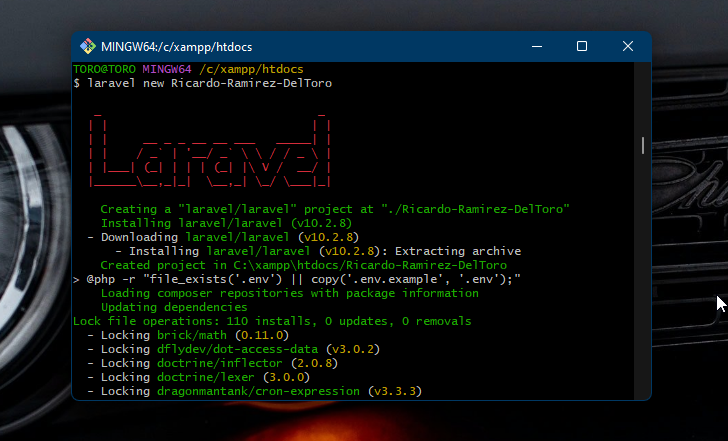 MINGW64:/c/xampp/htdocs
TORO@TORO MINGW64 /c/xampp/htdocs
$ laravel new Ricardo-Ramirez-DelToro
Laravel
Creating a "laravel/laravel" project at "./Ricardo-Ramirez-DelToro"
Installing laravel/laravel (v10.2.8)
- Downloading laravel/laravel (v10.2.8)
- Installing laravel/laravel (v10.2.8): Extracting archive
Created project in C:\xampp\htdocs/Ricardo-Ramirez-DelToro
> @php -r "file_exists('.env') || copy('.env.example', '.env');"
Loading composer repositories with package information
Updating dependencies
Lock file operations: 110 installs, 0 updates, 0 removals
- Locking brick/math (0.11.0)
- Locking dflydev/dot-access-data (v3.0.2)
- Locking doctrine/inflector (2.0.8)
- Locking doctrine/lexer (3.0.0)
- Locking dragonmantank/cron-expression (v3.3.3)